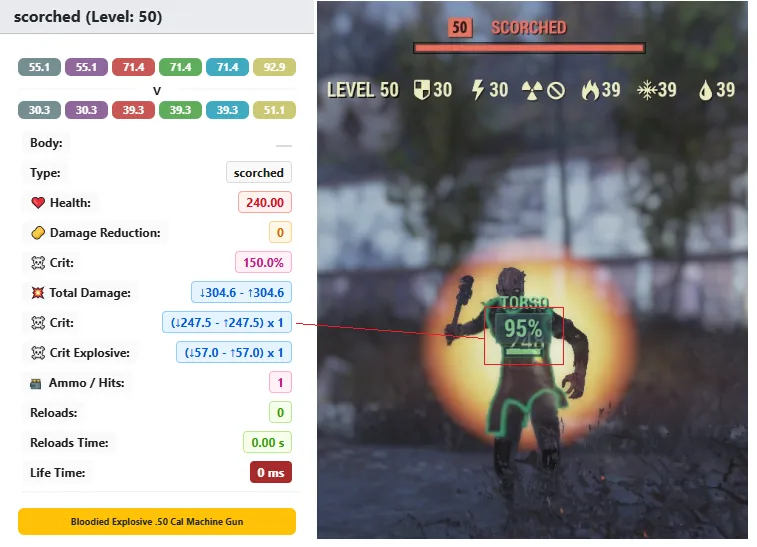 scorched (Level: 50)
55.1 55.1 71.4 71.4 71.4 92.9
V
30.3 30.3 39.3 39.3 39.3 51.1
Body:
Type: scorched
Health: 240.00
Damage Reduction: 0
Crit: 150.0%
Total Damage: ↓304.6 - ↑304.6
Crit: (↓247.5 - ↑247.5) x 1
Crit Explosive: (↓57.0 - ↑57.0) x 1
Ammo / Hits: 1
Reloads: 0
Reloads Time: 0.00 s
Life Time: 0 ms
Bloodied Explosive .50 Cal Machine Gun
50 SCORCHED
LEVEL 50 30 30 39 39 39
TORSO
95%